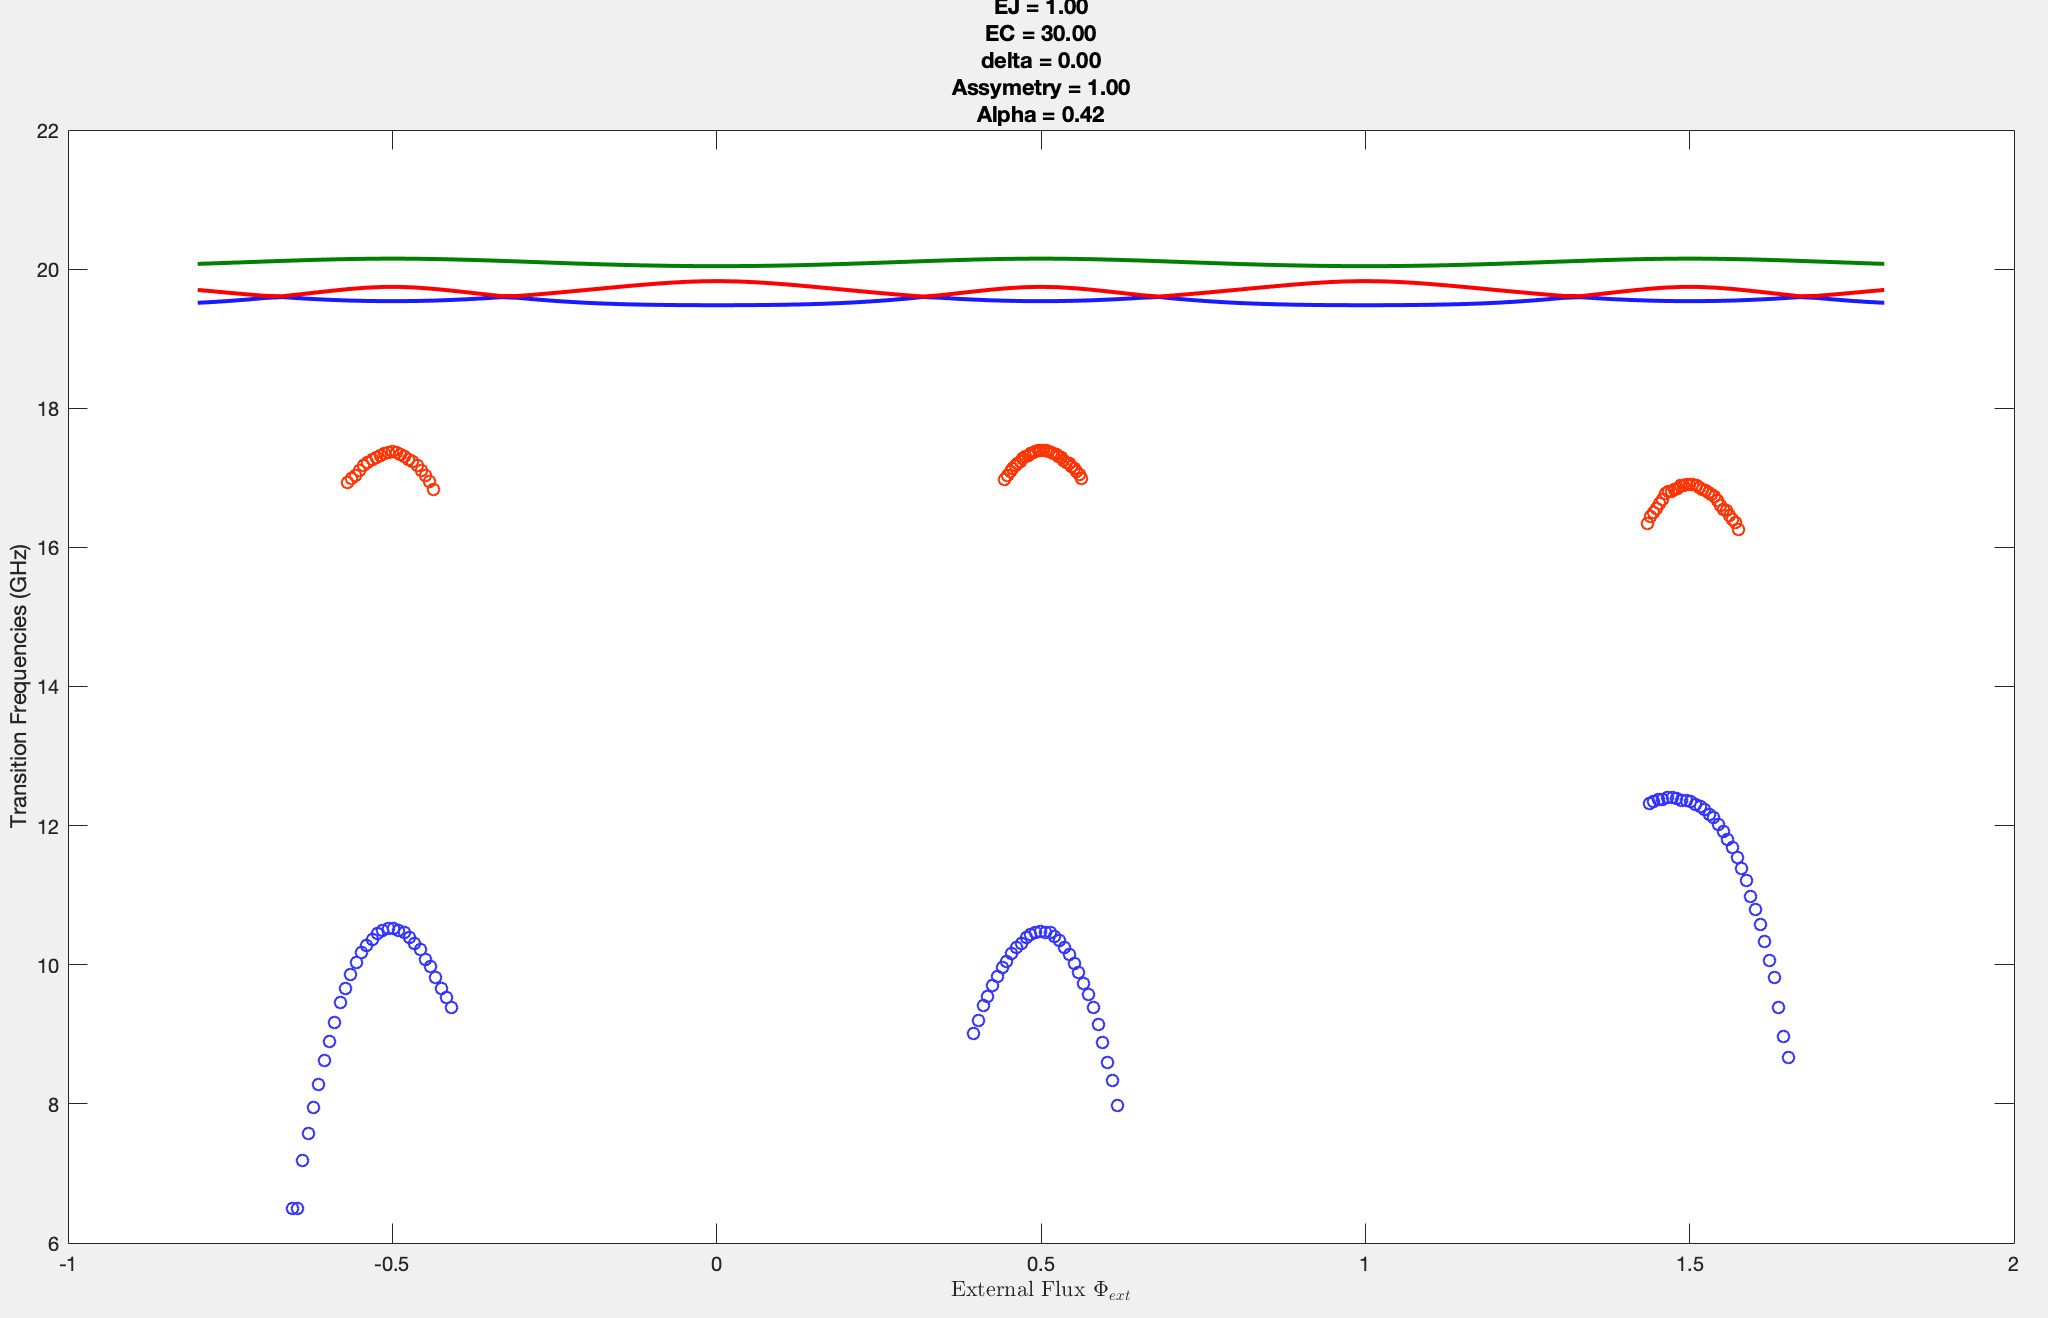 EJ = 1.00
EC = 30.00
delta = 0.00
Assymetry = 1.00
Alpha = 0.42
22
20
18
16
14
12
10
8
6
Transition Frequencies (GHz)
-1
-0.5
0
0.5
1
1.5
2
External Flux Φ_ext